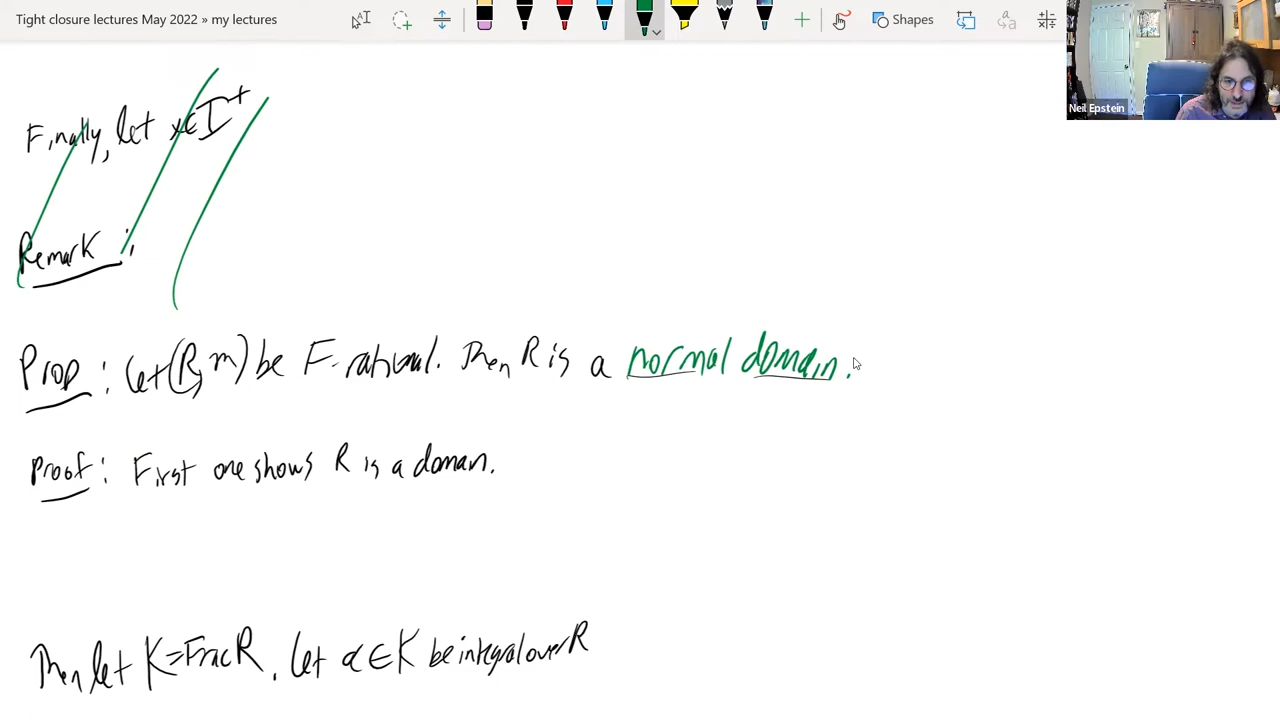 Tight closure lectures May 2022 » my lectures
Shapes
Neil Epstein
Finally, let x∈I⁺
Remark :
Prop : Let (R, m) be F-rational. Then R is a normal domain.
Proof : First one shows R is a domain.
Then let K=Frac R. Let α∈K be integral over R